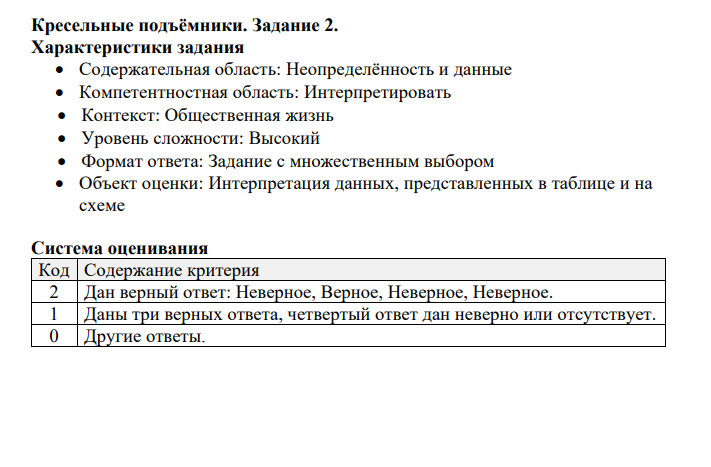 Кресельные подъёмники. Задание 2.
Характеристики задания
• Содержательная область: Неопределённость и данные
• Компетентностная область: Интерпретировать
• Контекст: Общественная жизнь
• Уровень сложности: Высокий
• Формат ответа: Задание с множественным выбором
• Объект оценки: Интерпретация данных, представленных в таблице и на
схеме
Система оценивания
Код Содержание критерия
2 Дан верный ответ: Неверное, Верное, Неверное, Неверное.
1 Даны три верных ответа, четвертый ответ дан неверно или отсутствует.
0 Другие ответы.